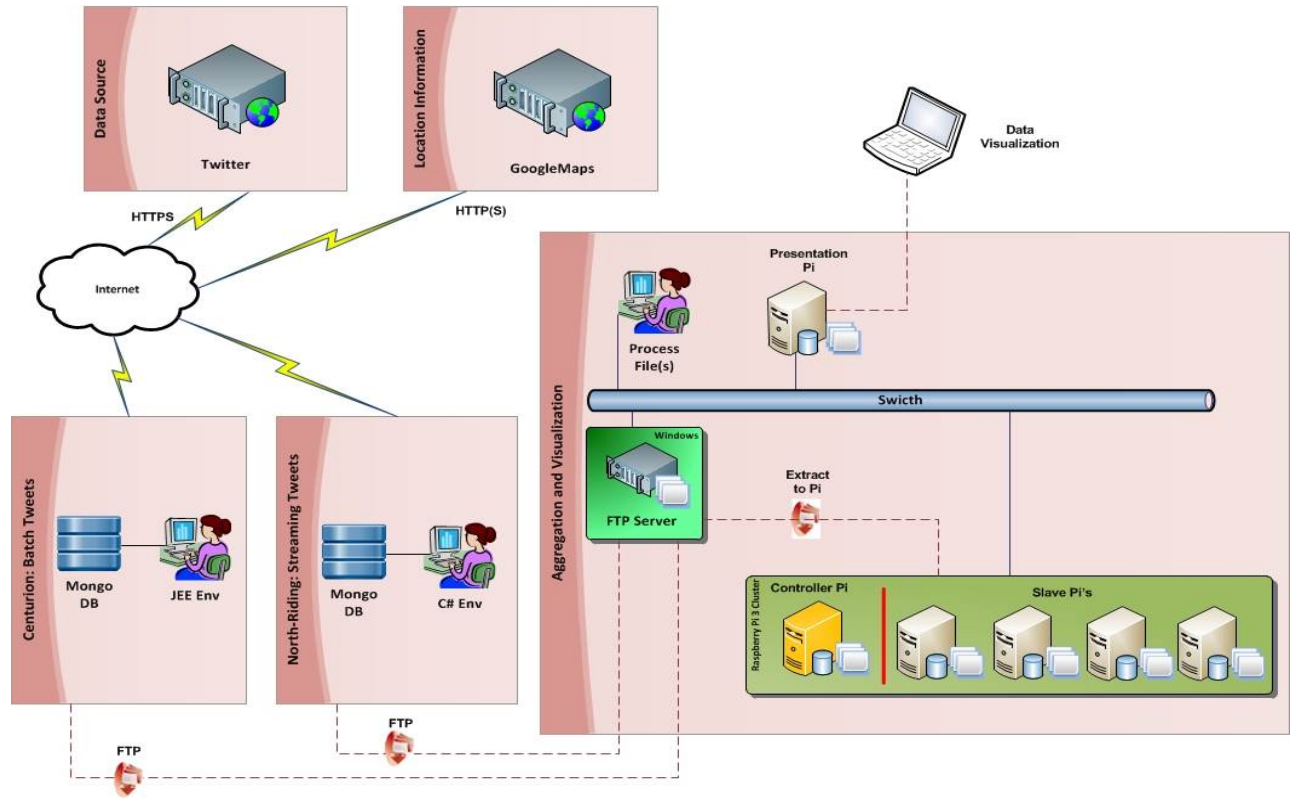 Data Source
Twitter
Location Information
GoogleMaps
HTTPS
HTTP(S)
Internet
Data
Visualization
Aggregation and Visualization
Process
File(s)
Presentation
Pi
Swicth
Windows
FTP Server
Extract
to Pi
Raspberry Pi 3 Cluster
Controller Pi
Slave Pi's
Centurion: Batch Tweets
Mongo
DB
JEE Env
North-Riding: Streaming Tweets
Mongo
DB
C# Env
FTP
FTP